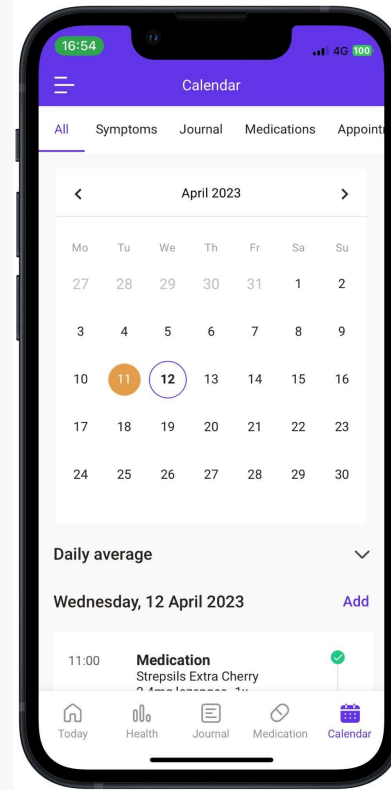 16:54
4G 100
Calendar
All Symptoms Journal Medications
April 2023
Mo Tu We Th Fr Sa Su
27 28 29 30 31 1 2
3 4 5 6 7 8 9
10 11 12 13 14 15 16
17 18 19 20 21 22 23
24 25 26 27 28 29 30
Daily average
Wednesday, 12 April 2023 Add
11:00 Medication
Strepsils Extra Cherry
Today Health Journal Medication Calendar